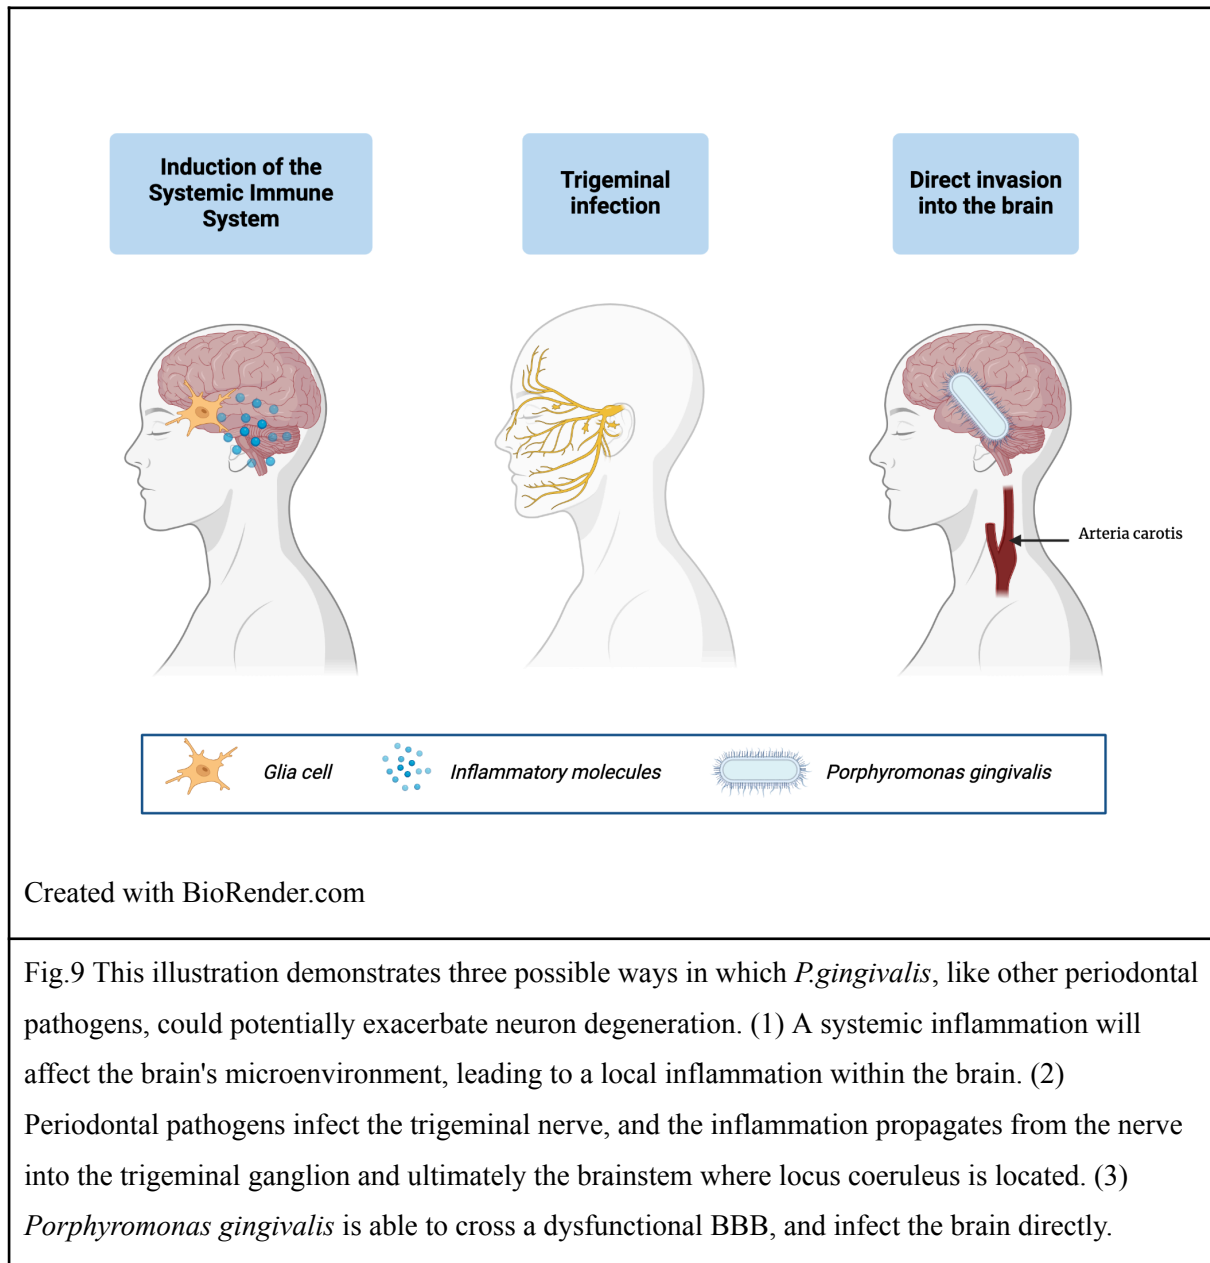 Induction of the
Systemic Immune
System
Trigeminal
infection
Direct invasion
into the brain
Arteria carotis
Glia cell
Inflammatory molecules
Porphyromonas gingivalis
Created with BioRender.com
Fig.9 This illustration demonstrates three possible ways in which P.gingivalis, like other periodontal
pathogens, could potentially exacerbate neuron degeneration. (1) A systemic inflammation will
affect the brain's microenvironment, leading to a local inflammation within the brain. (2)
Periodontal pathogens infect the trigeminal nerve, and the inflammation propagates from the nerve
into the trigeminal ganglion and ultimately the brainstem where locus coeruleus is located. (3)
Porphyromonas gingivalis is able to cross a dysfunctional BBB, and infect the brain directly.